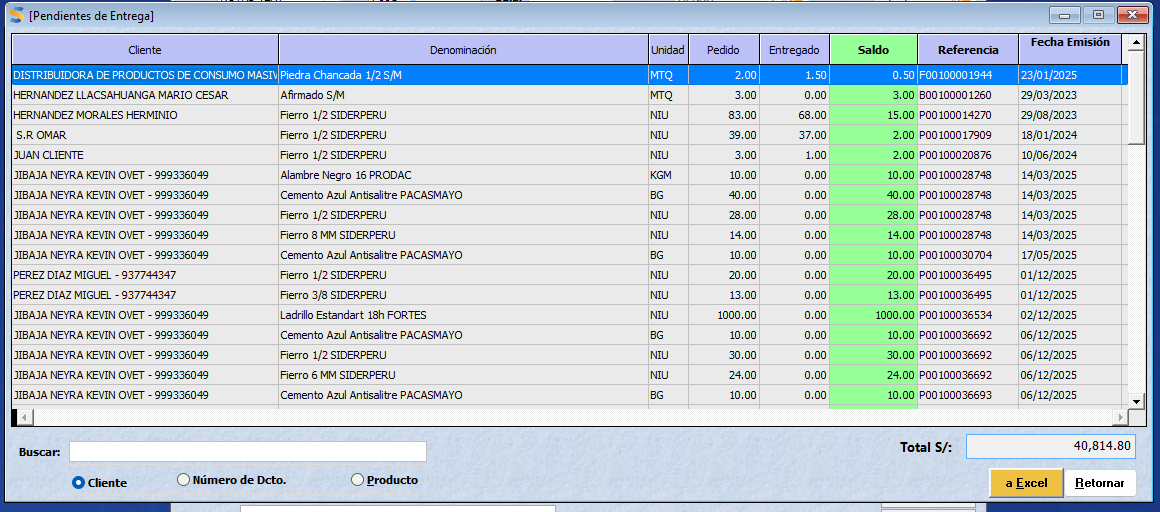 [Pendientes de Entrega]
Cliente Denominación Unidad Pedido Entregado Saldo Referencia Fecha Emisión
DISTRIBUIDORA DE PRODUCTOS DE CONSUMO MASIV Piedra Chancada 1/2 S/M MTQ 2.00 1.50 0.50 F00100001944 23/01/2025
HERNANDEZ LLACSAHUANGA MARIO CESAR Afirmado S/M MTQ 3.00 0.00 3.00 B00100001260 29/03/2023
HERNANDEZ MORALES HERMINIO Fierro 1/2 SIDERPERU NIU 83.00 68.00 15.00 P00100014270 29/08/2023
S.R OMAR Fierro 1/2 SIDERPERU NIU 39.00 37.00 2.00 P00100017909 18/01/2024
JUAN CLIENTE Fierro 1/2 SIDERPERU NIU 3.00 1.00 2.00 P00100020876 10/06/2024
JIBAJA NEYRA KEVIN OVET - 999336049 Alambre Negro 16 PRODAC KGM 10.00 0.00 10.00 P00100028748 14/03/2025
JIBAJA NEYRA KEVIN OVET - 999336049 Cemento Azul Antisalitre PACASMAYO BG 40.00 0.00 40.00 P00100028748 14/03/2025
JIBAJA NEYRA KEVIN OVET - 999336049 Fierro 1/2 SIDERPERU NIU 28.00 0.00 28.00 P00100028748 14/03/2025
JIBAJA NEYRA KEVIN OVET - 999336049 Fierro 8 MM SIDERPERU NIU 14.00 0.00 14.00 P00100028748 14/03/2025
JIBAJA NEYRA KEVIN OVET - 999336049 Cemento Azul Antisalitre PACASMAYO BG 10.00 0.00 10.00 P00100030704 17/05/2025
PEREZ DIAZ MIGUEL - 937744347 Fierro 1/2 SIDERPERU NIU 20.00 0.00 20.00 P00100036495 01/12/2025
PEREZ DIAZ MIGUEL - 937744347 Fierro 3/8 SIDERPERU NIU 13.00 0.00 13.00 P00100036495 01/12/2025
JIBAJA NEYRA KEVIN OVET - 999336049 Ladrillo Estandart 18h FORTES NIU 1000.00 0.00 1000.00 P00100036534 02/12/2025
JIBAJA NEYRA KEVIN OVET - 999336049 Cemento Azul Antisalitre PACASMAYO BG 10.00 0.00 10.00 P00100036692 06/12/2025
JIBAJA NEYRA KEVIN OVET - 999336049 Fierro 1/2 SIDERPERU NIU 30.00 0.00 30.00 P00100036692 06/12/2025
JIBAJA NEYRA KEVIN OVET - 999336049 Fierro 6 MM SIDERPERU NIU 24.00 0.00 24.00 P00100036692 06/12/2025
JIBAJA NEYRA KEVIN OVET - 999336049 Cemento Azul Antisalitre PACASMAYO BG 10.00 0.00 10.00 P00100036693 06/12/2025
Buscar: Total S/: 40,814.80
Cliente Número de Dcto. Producto
a Excel Retornar